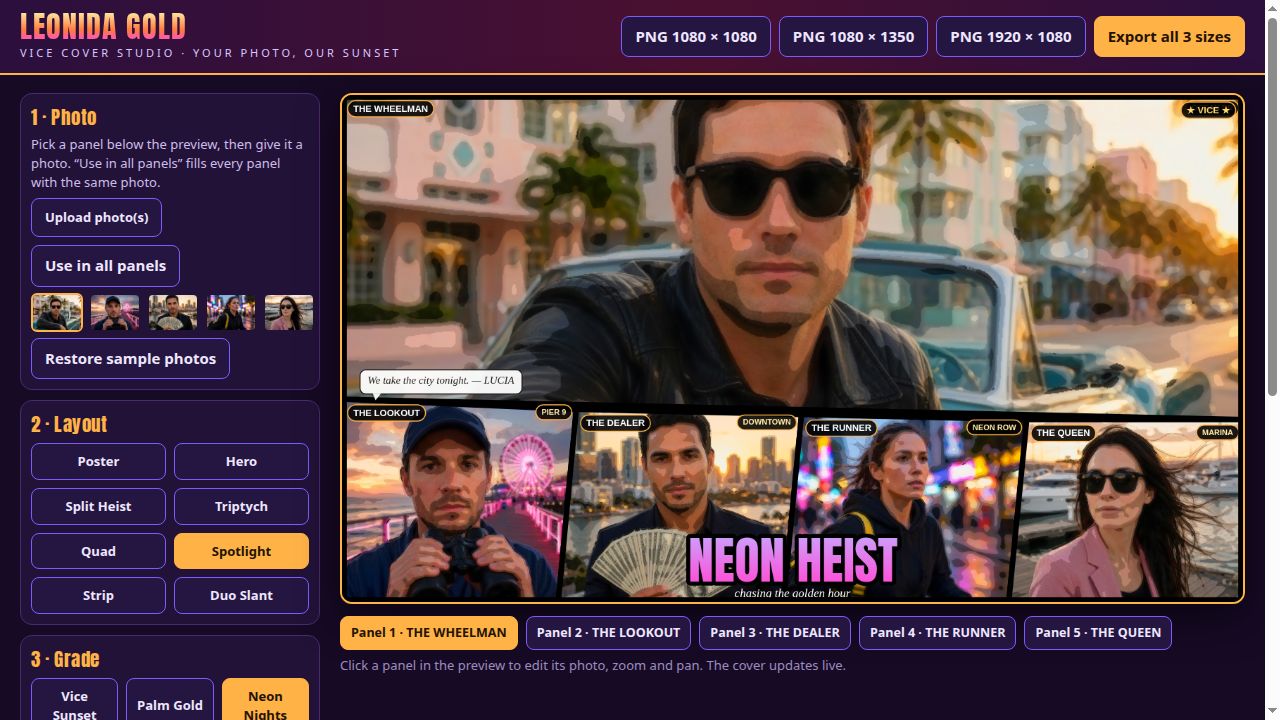 LEONIDA GOLD
VICE COVER STUDIO · YOUR PHOTO, OUR SUNSET
PNG 1080 × 1080
PNG 1080 × 1350
PNG 1920 × 1080
Export all 3 sizes
1 · Photo
Pick a panel below the preview, then give it a
photo. “Use in all panels” fills every panel
with the same photo.
Upload photo(s)
Use in all panels
Restore sample photos
2 · Layout
Poster
Hero
Split Heist
Triptych
Quad
Spotlight
Strip
Duo Slant
3 · Grade
Vice
Sunset
Palm Gold
Neon
Nights
THE WHEELMAN
★ VICE ★
We take the city tonight. — LUCIA
THE LOOKOUT
PIER 9
THE DEALER
DOWNTOWN
THE RUNNER
NEON ROW
THE QUEEN
MARINA
NEON HEIST
chasing the golden hour
Panel 1 · THE WHEELMAN
Panel 2 · THE LOOKOUT
Panel 3 · THE DEALER
Panel 4 · THE RUNNER
Panel 5 · THE QUEEN
Click a panel in the preview to edit its photo, zoom and pan. The cover updates live.